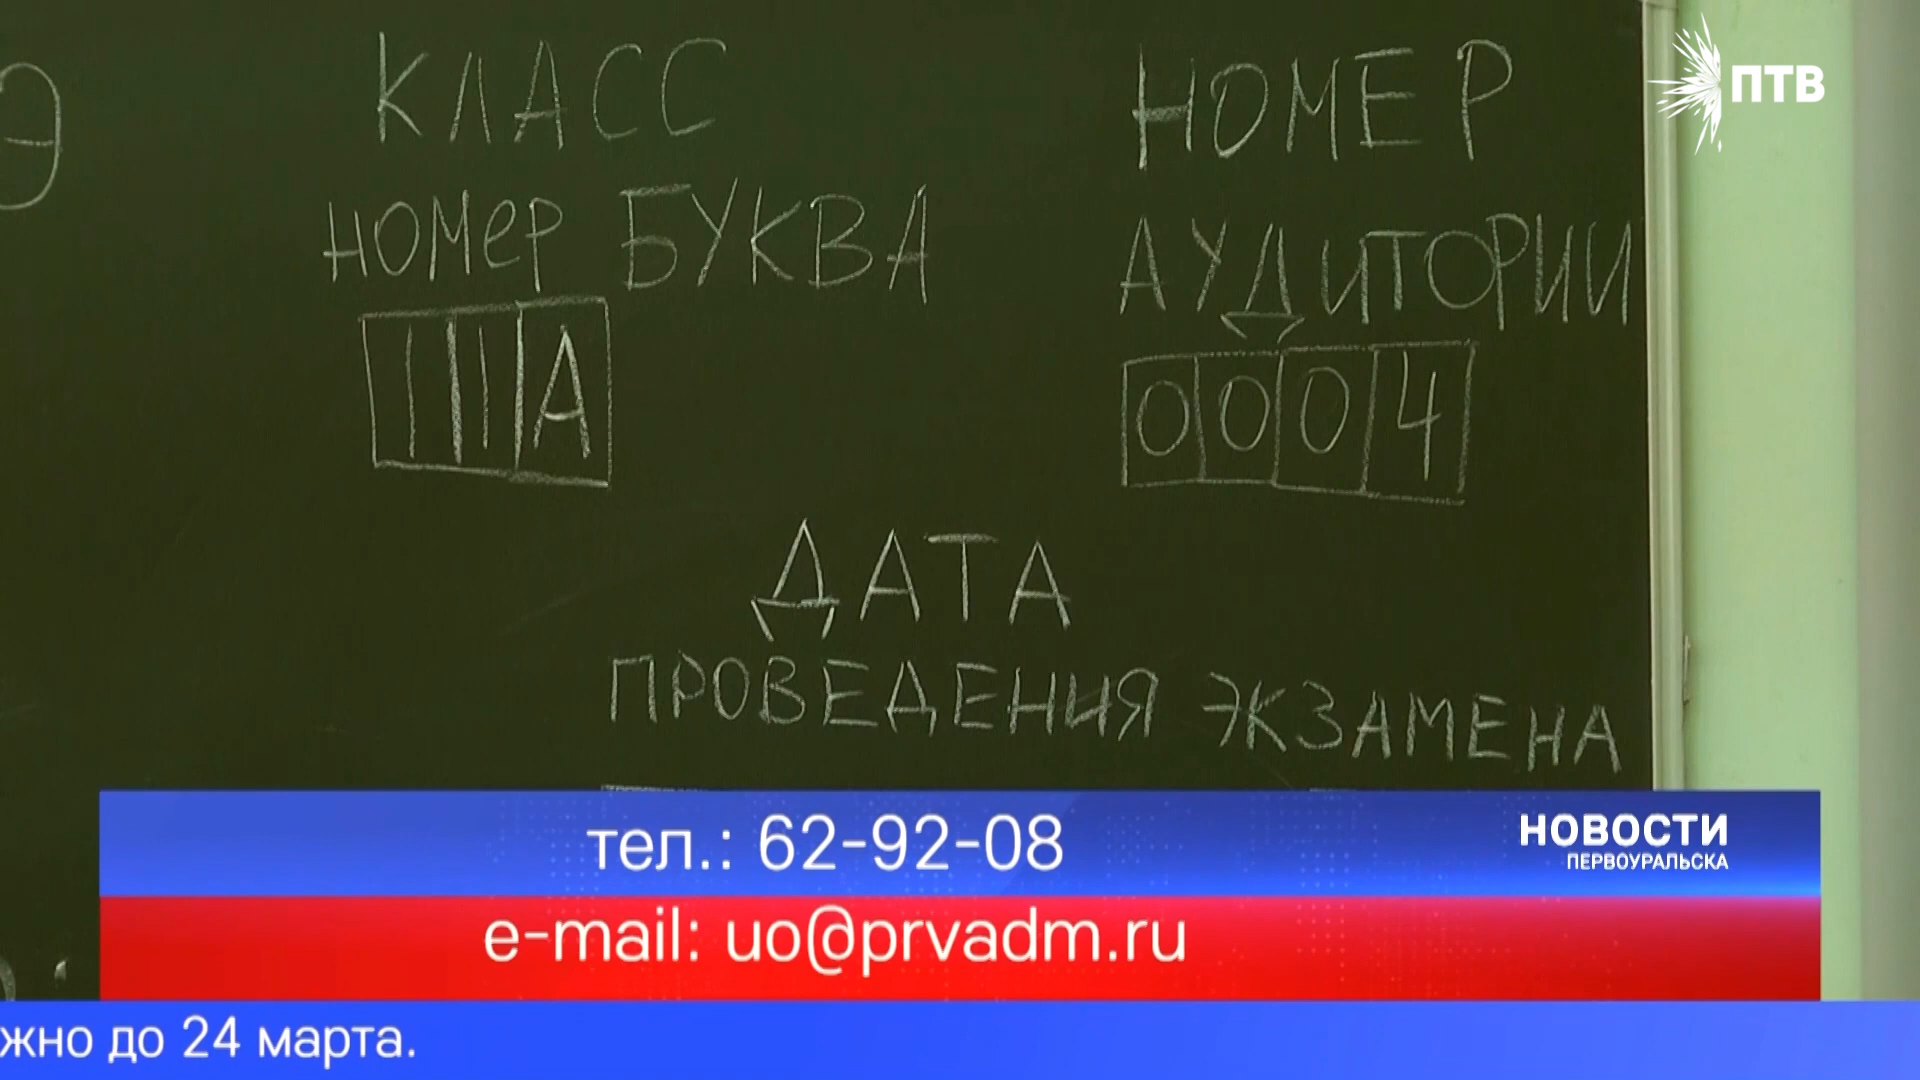 ПТВ
Э
КЛАСС
НОМЕР БУКВА
11А
НОМЕР
АУДИТОРИИ
0004
ДАТА
ПРОВЕДЕНИЯ ЭКЗАМЕНА
тел.: 62-92-08
НОВОСТИ
ПЕРВОУРАЛЬСКА
e-mail: uo@prvadm.ru
жно до 24 марта.